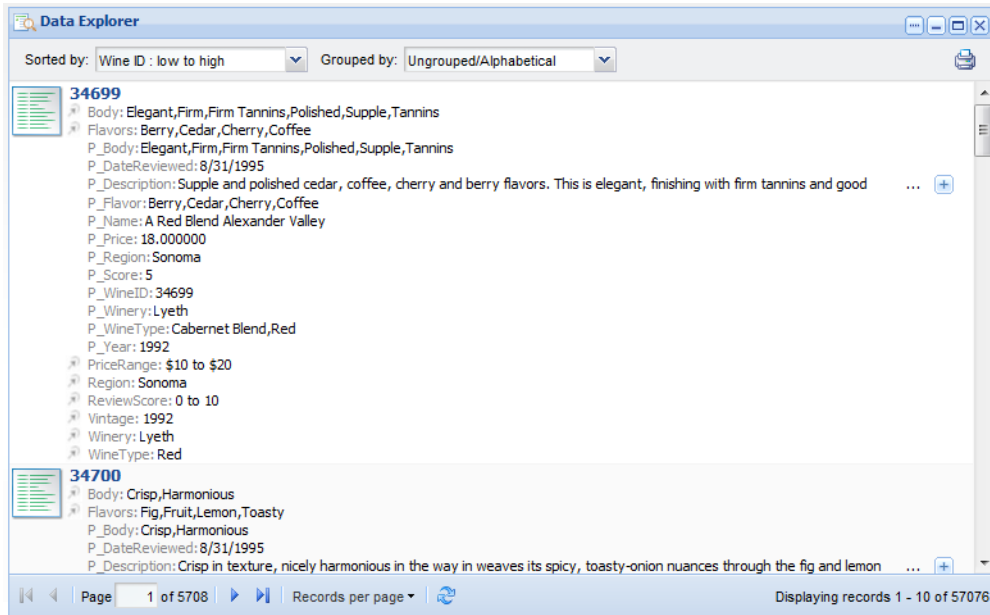 Data Explorer
Sorted by: Wine ID : low to high Grouped by: Ungrouped/Alphabetical
34699
Body: Elegant,Firm,Firm Tannins,Polished,Supple,Tannins
Flavors: Berry,Cedar,Cherry,Coffee
P_Body: Elegant,Firm,Firm Tannins,Polished,Supple,Tannins
P_DateReviewed: 8/31/1995
P_Description: Supple and polished cedar, coffee, cherry and berry flavors. This is elegant, finishing with firm tannins and good ...
P_Flavor: Berry,Cedar,Cherry,Coffee
P_Name: A Red Blend Alexander Valley
P_Price: 18.000000
P_Region: Sonoma
P_Score: 5
P_WineID: 34699
P_Winery: Lyeth
P_WineType: Cabernet Blend,Red
P_Year: 1992
PriceRange: $10 to $20
Region: Sonoma
ReviewScore: 0 to 10
Vintage: 1992
Winery: Lyeth
WineType: Red
34700
Body: Crisp,Harmonious
Flavors: Fig,Fruit,Lemon,Toasty
P_Body: Crisp,Harmonious
P_DateReviewed: 8/31/1995
P_Description: Crisp in texture, nicely harmonious in the way in weaves its spicy, toasty-onion nuances through the fig and lemon ...
Page 1 of 5708 Records per page Displaying records 1 - 10 of 57076